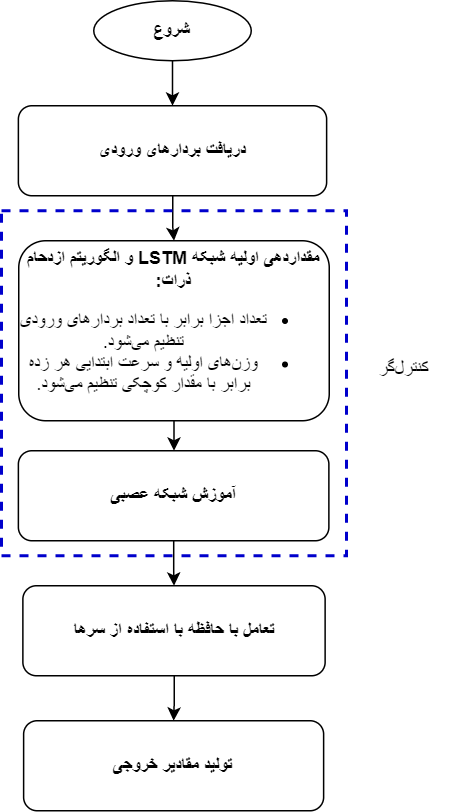 شروع
دریافت بردارهای ورودی
مقداردهی اولیه شبکه LSTM و الگوریتم ازدحام
ذرات:
• تعداد اجزا برابر با تعداد بردارهای ورودی
تنظیم می‌شود.
• وزن‌های اولیه و سرعت ابتدایی هر زده
برابر با مقدار کوچکی تنظیم می‌شود.
کنترل‌گر
آموزش شبکه عصبی
تعامل با حافظه با استفاده از سرها
تولید مقادیر خروجی